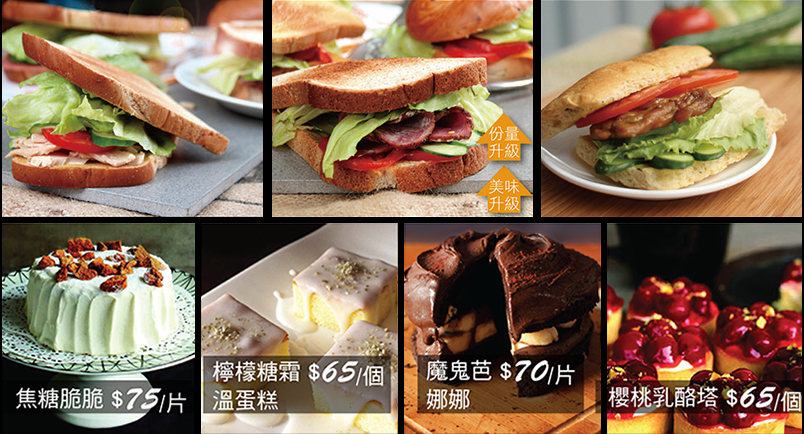 份量
升級
美味
升級
焦糖脆脆 $75/片
檸檬糖霜 $65/個
溫蛋糕
魔鬼芭 $70/片
娜娜
櫻桃乳酪塔 $65/個